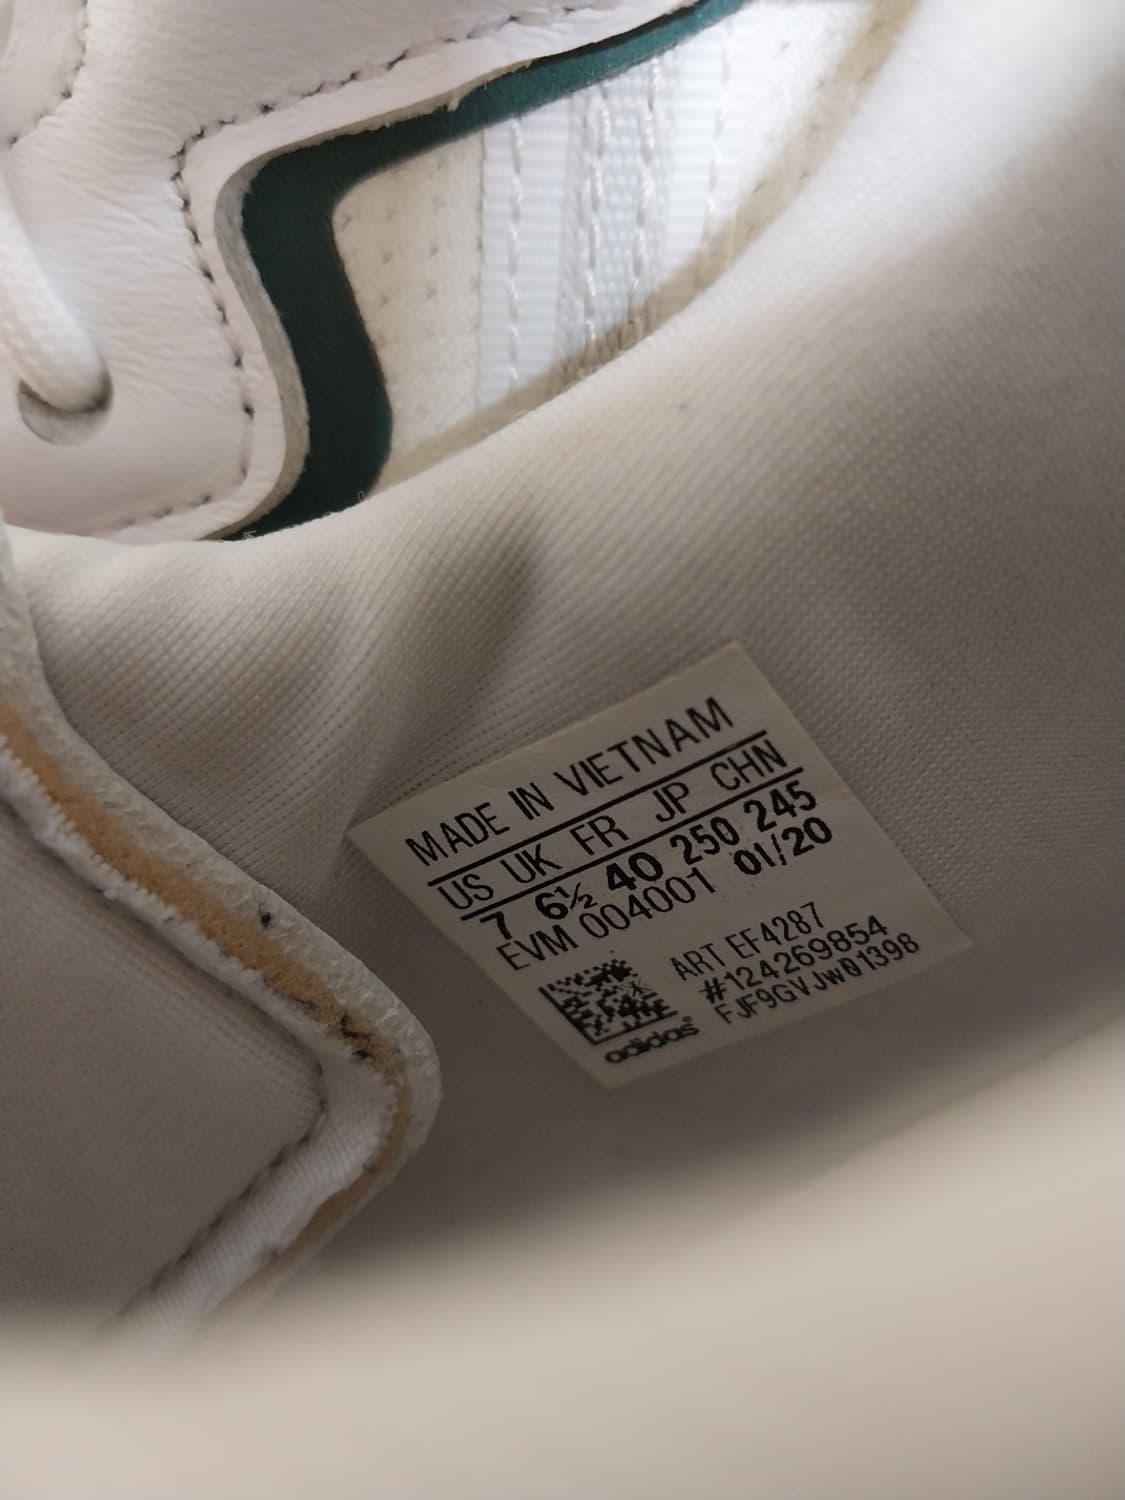 MADE IN VIETNAM
US UK FR JP CHN
7 6½ 40 250 245
EVM 004001 01/20
ART EF4287
#124269854
FJF9GVJW01398
adidas®